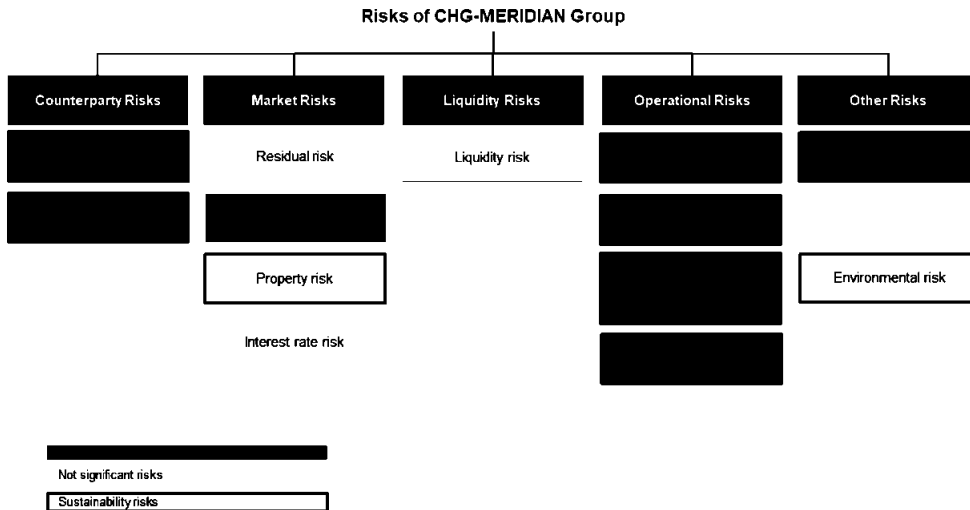 Risks of CHG-MERIDIAN Group
Counterparty Risks
Market Risks
Liquidity Risks
Operational Risks
Other Risks
Residual risk
Liquidity risk
Property risk
Environmental risk
Interest rate risk
Not significant risks
Sustainability risks